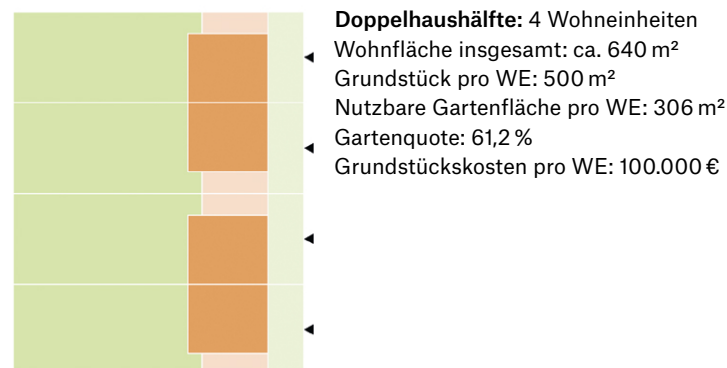 Doppelhaushälfte: 4 Wohneinheiten
Wohnfläche insgesamt: ca. 640 m²
Grundstück pro WE: 500 m²
Nutzbare Gartenfläche pro WE: 306 m²
Gartenquote: 61,2 %
Grundstückskosten pro WE: 100.000 €